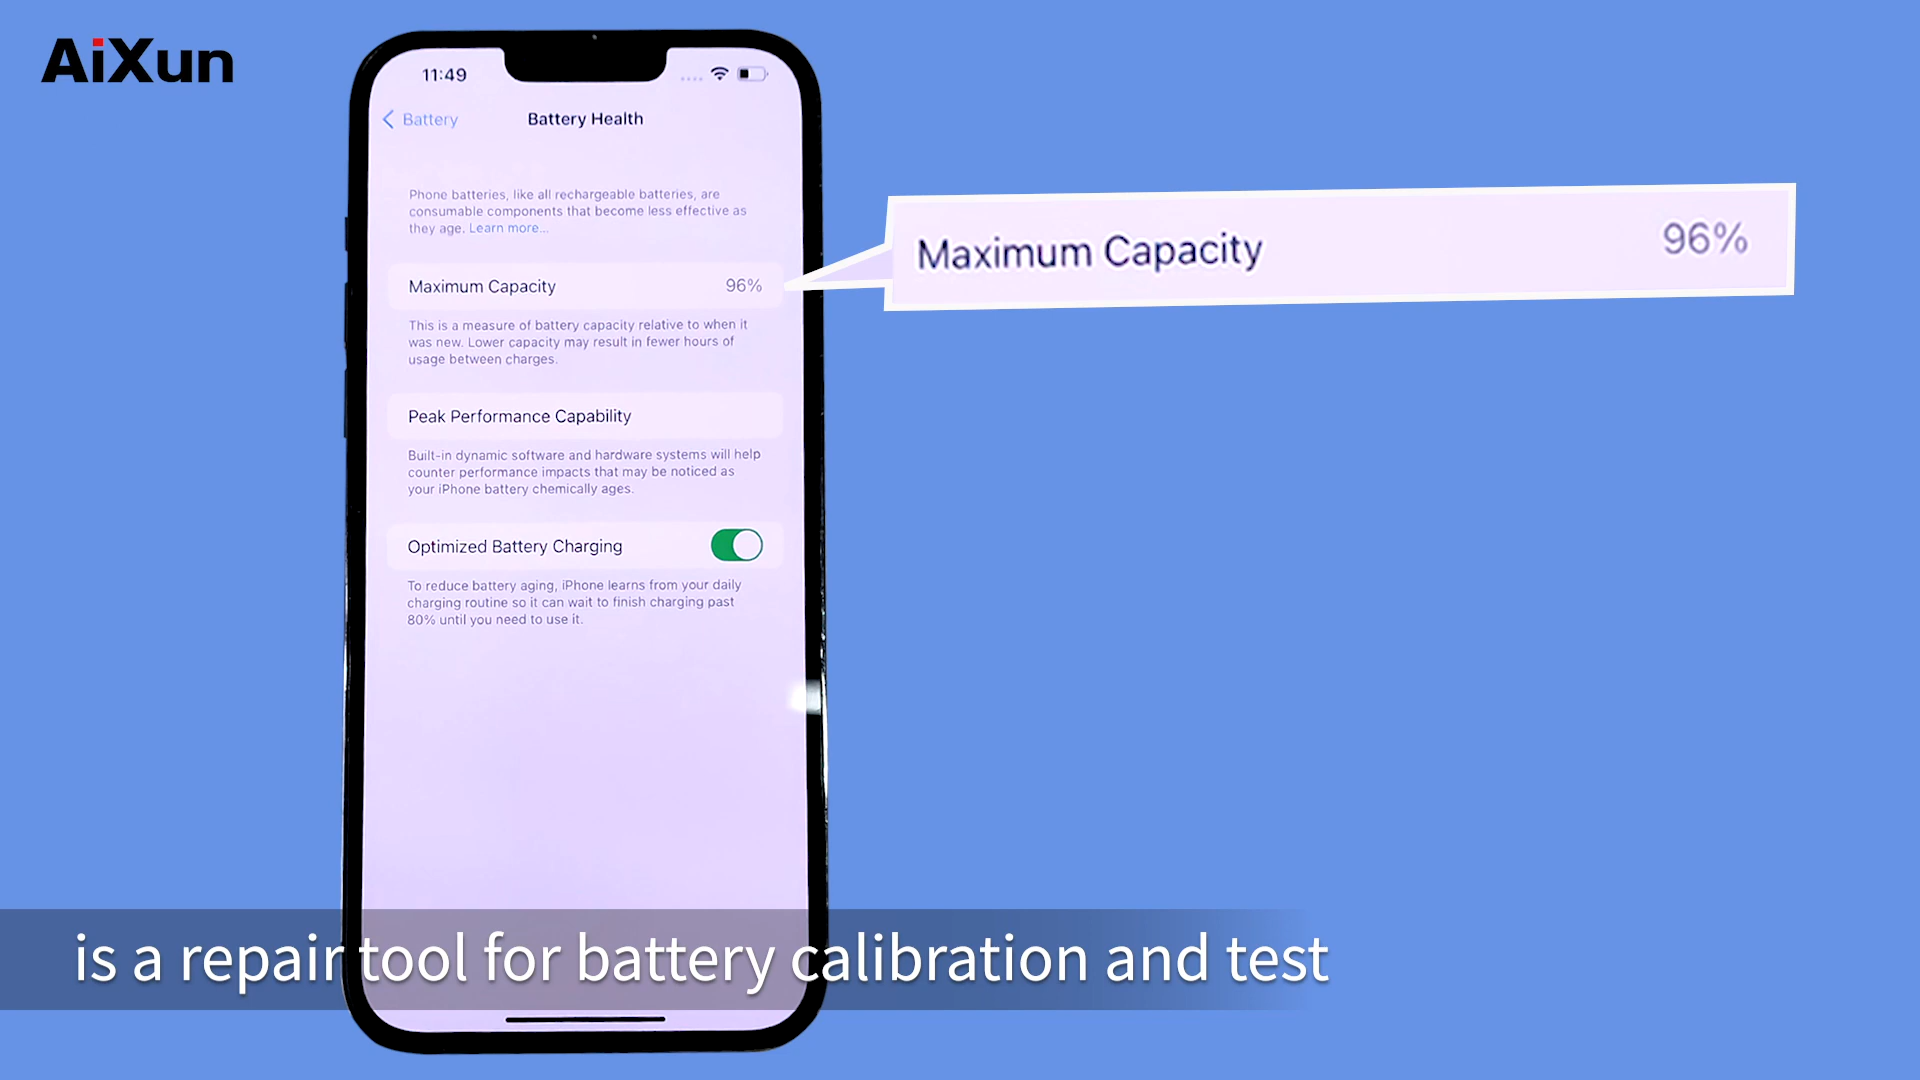 AiXun
11:49
Battery
Battery Health
Phone batteries, like all rechargeable batteries, are
consumable components that become less effective as
they age. Learn more...
Maximum Capacity 96%
Maximum Capacity 96%
This is a measure of battery capacity relative to when it
was new. Lower capacity may result in fewer hours of
usage between charges.
Peak Performance Capability
Built-in dynamic software and hardware systems will help
counter performance impacts that may be noticed as
your iPhone battery chemically ages.
Optimized Battery Charging
To reduce battery aging, iPhone learns from your daily
charging routine so it can wait to finish charging past
80% until you need to use it.
is a repair tool for battery calibration and test